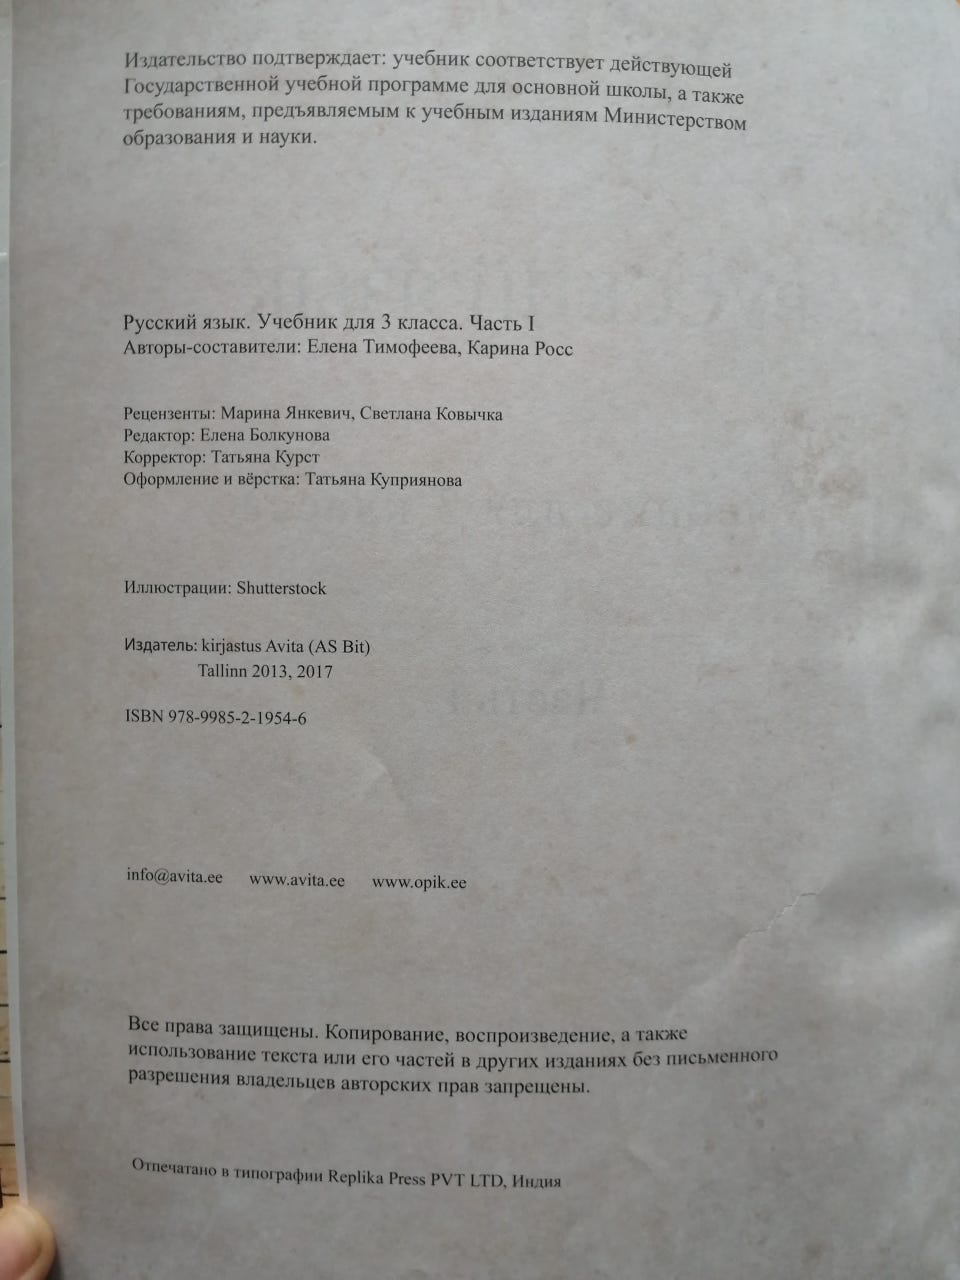 Издательство подтверждает: учебник соответствует действующей
Государственной учебной программе для основной школы, а также
требованиям, предъявляемым к учебным изданиям Министерством
образования и науки.
Русский язык. Учебник для 3 класса. Часть I
Авторы-составители: Елена Тимофеева, Карина Росс
Рецензенты: Марина Янкевич, Светлана Ковычка
Редактор: Елена Болкунова
Корректор: Татьяна Курст
Оформление и вёрстка: Татьяна Куприянова
Иллюстрации: Shutterstock
Издатель: kirjastus Avita (AS Bit)
Tallinn 2013, 2017
ISBN 978-9985-2-1954-6
info@avita.ee www.avita.ee www.opik.ee
Все права защищены. Копирование, воспроизведение, а также
использование текста или его частей в других изданиях без письменного
разрешения владельцев авторских прав запрещены.
Отпечатано в типографии Replika Press PVT LTD, Индия